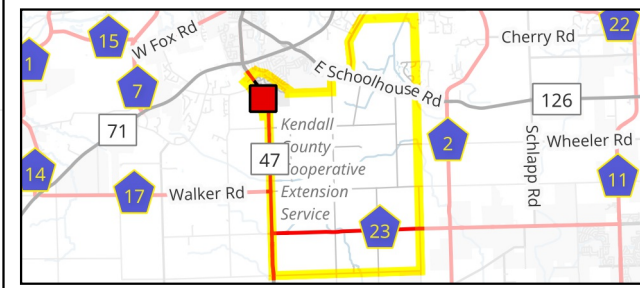 15
W Fox Rd
Cherry Rd
22
1
7
E Schoolhouse Rd
126
71
Kendall
County
47
ooperative
Extension
Service
2
Schlapp Rd
Wheeler Rd
14
17
Walker Rd
11
23